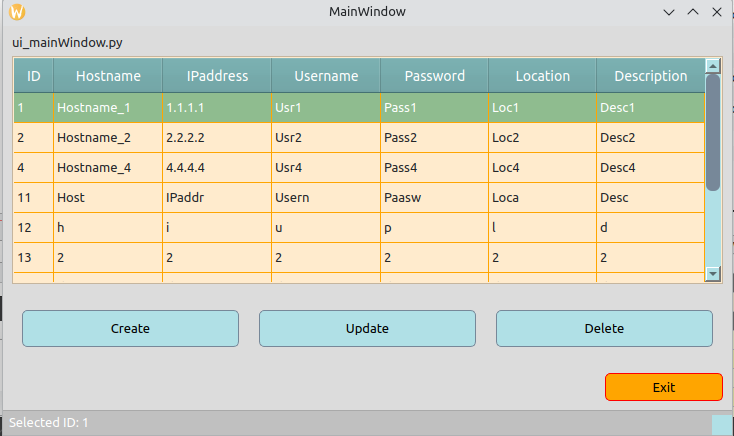 MainWindow
ui_mainWindow.py
ID Hostname IPaddress Username Password Location Description
1 Hostname_1 1.1.1.1 Usr1 Pass1 Loc1 Desc1
2 Hostname_2 2.2.2.2 Usr2 Pass2 Loc2 Desc2
4 Hostname_4 4.4.4.4 Usr4 Pass4 Loc4 Desc4
11 Host IPaddr Usern Paasw Loca Desc
12 h i u p l d
13 2 2 2 2 2 2
Create Update Delete
Exit
Selected ID: 1